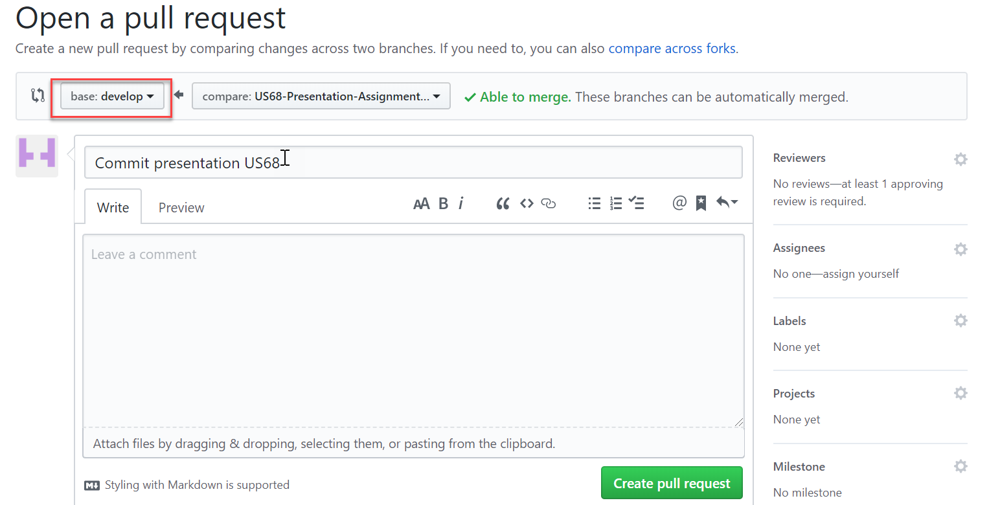 Open a pull request
Create a new pull request by comparing changes across two branches. If you need to, you can also compare across forks.
base: develop
compare: US68-Presentation-Assignment...
Able to merge. These branches can be automatically merged.
Commit presentation US68
Write
Preview
AA B i
Leave a comment
Attach files by dragging & dropping, selecting them, or pasting from the clipboard.
Styling with Markdown is supported
Create pull request
Reviewers
No reviews—at least 1 approving
review is required.
Assignees
No one—assign yourself
Labels
None yet
Projects
None yet
Milestone
No milestone